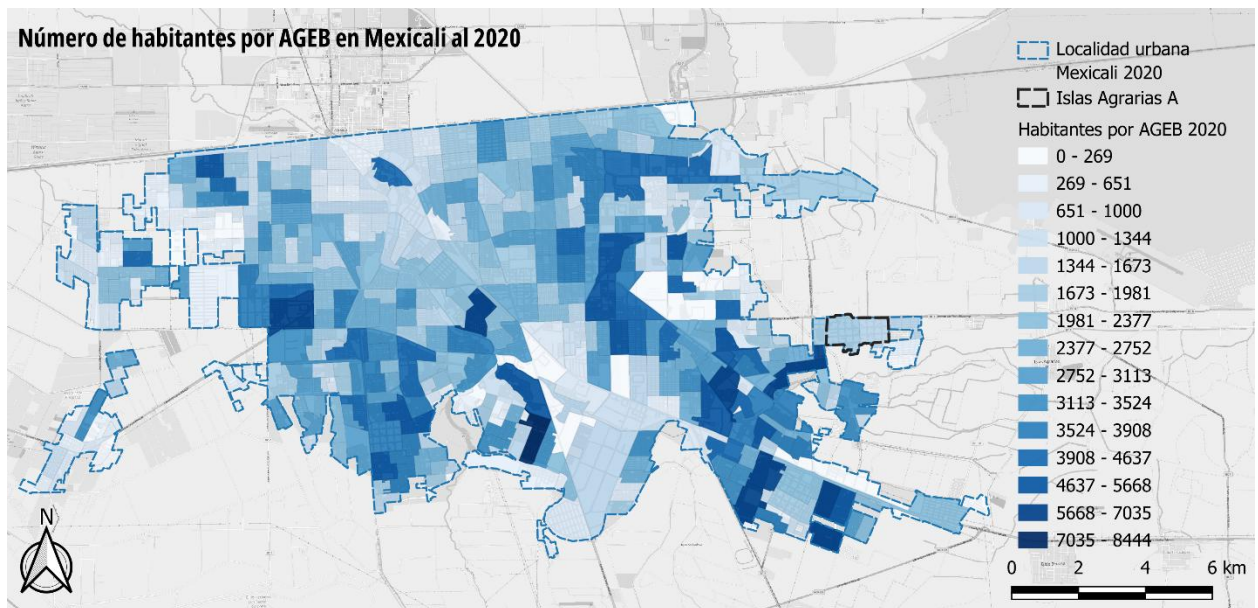 Número de habitantes por AGEB en Mexicali al 2020
Localidad urbana
Mexicali 2020
Islas Agrarias A
Habitantes por AGEB 2020
0 - 269
269 - 651
651 - 1000
1000 - 1344
1344 - 1673
1673 - 1981
1981 - 2377
2377 - 2752
2752 - 3113
3113 - 3524
3524 - 3908
3908 - 4637
4637 - 5668
5668 - 7035
7035 - 8444
N
0 2 4 6 km